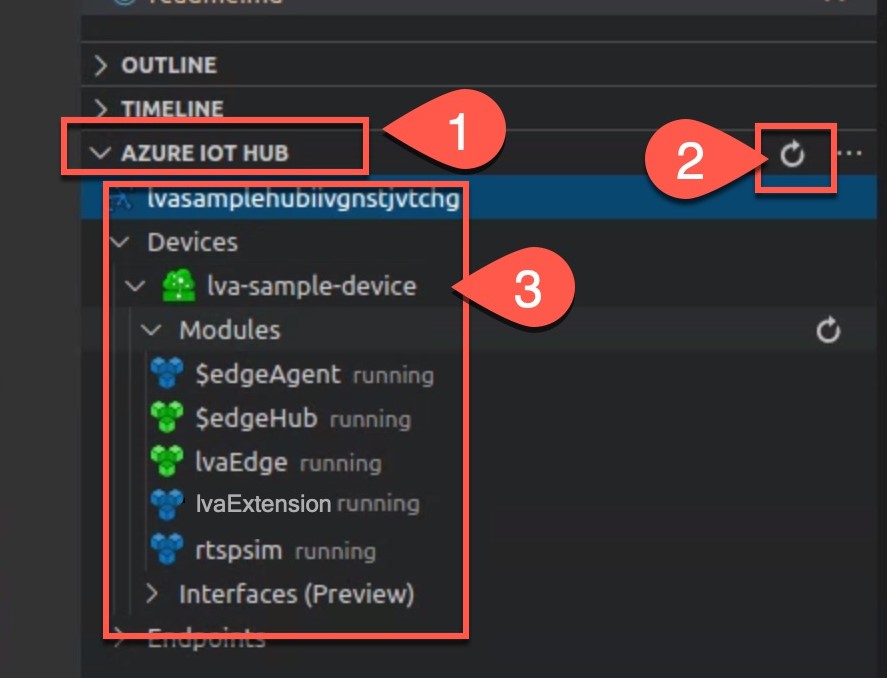 OUTLINE
TIMELINE
1
AZURE IOT HUB
2
...
lvasamplehubiivgnstjvtchg
Devices
lva-sample-device
3
Modules
$edgeAgent running
$edgeHub running
lvaEdge running
lvaExtension running
rtspsim running
Interfaces (Preview)
Endpoints